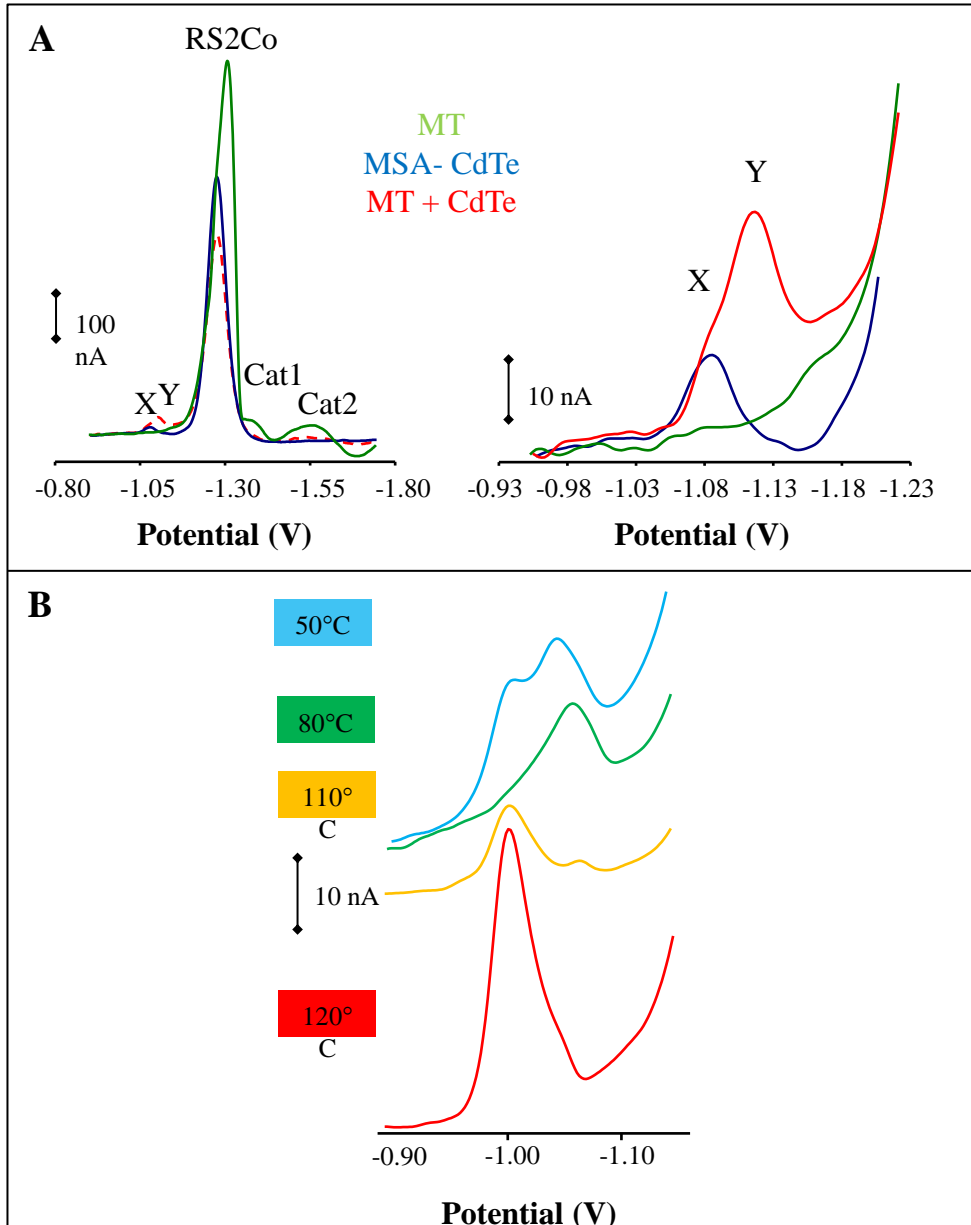 A
RS2Co
MT
MSA- CdTe
MT + CdTe
100
nA
X
Y
Cat1
Cat2
-0.80
-1.05
-1.30
-1.55
-1.80
Potential (V)
Y
X
10 nA
-0.93
-0.98
-1.03
-1.08
-1.13
-1.18
-1.23
Potential (V)
B
50°C
80°C
110°
C
10 nA
120°
C
-0.90
-1.00
-1.10
Potential (V)